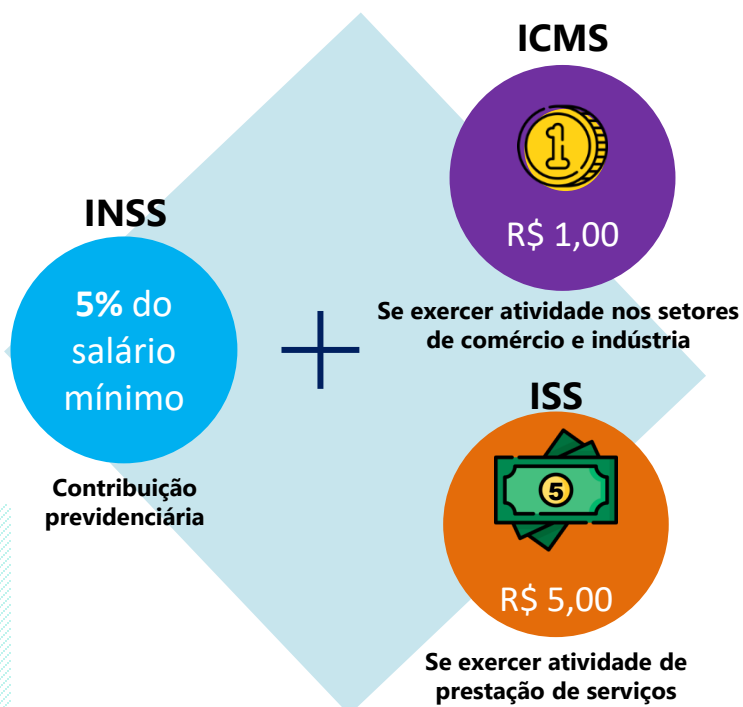 INSS
5% do
salário
mínimo
Contribuição
previdenciária
ICMS
1
R$ 1,00
Se exercer atividade nos setores
de comércio e indústria
ISS
5
R$ 5,00
Se exercer atividade de
prestação de serviços